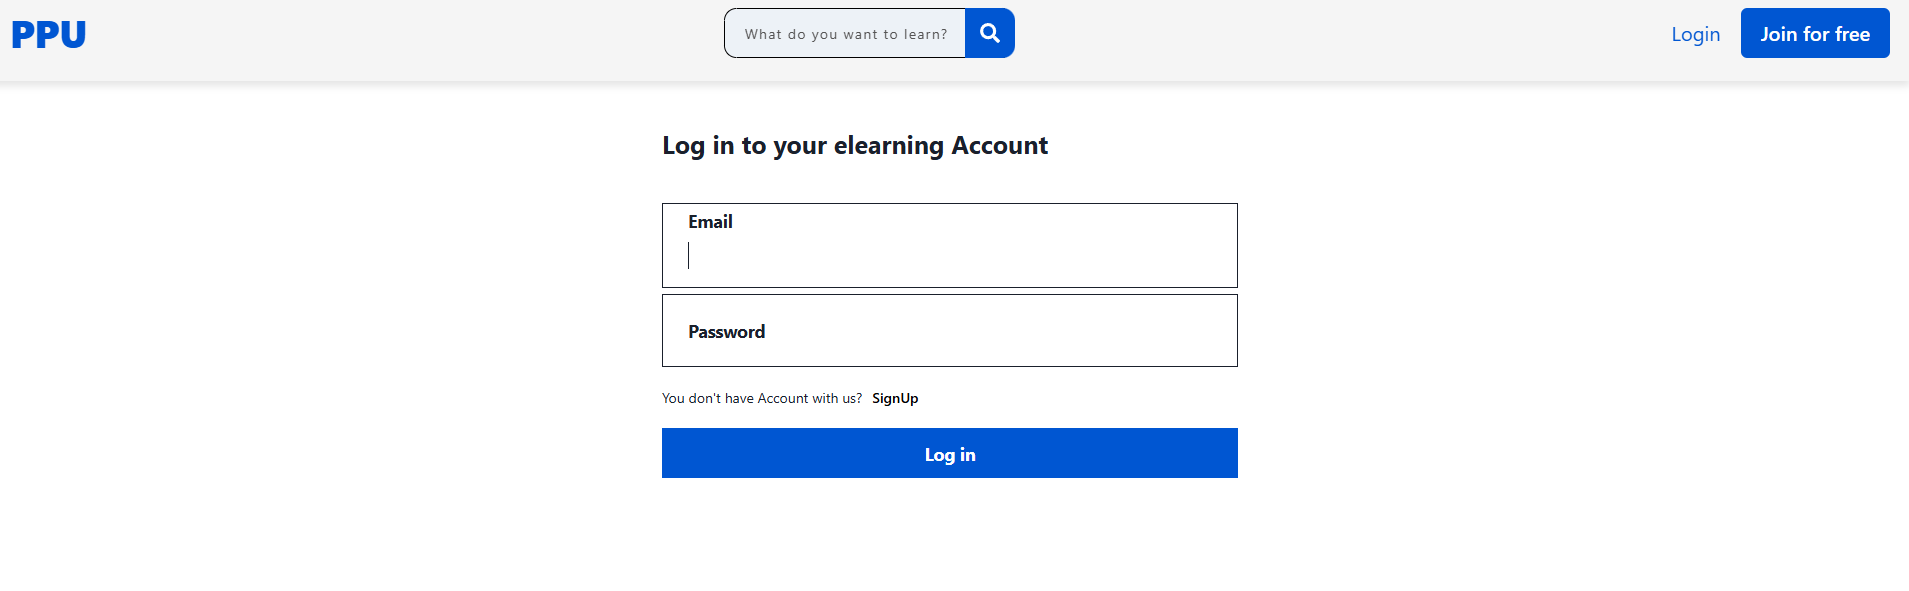 PPU
What do you want to learn?
Login
Join for free
Log in to your elearning Account
Email
Password
You don't have Account with us? SignUp
Log in